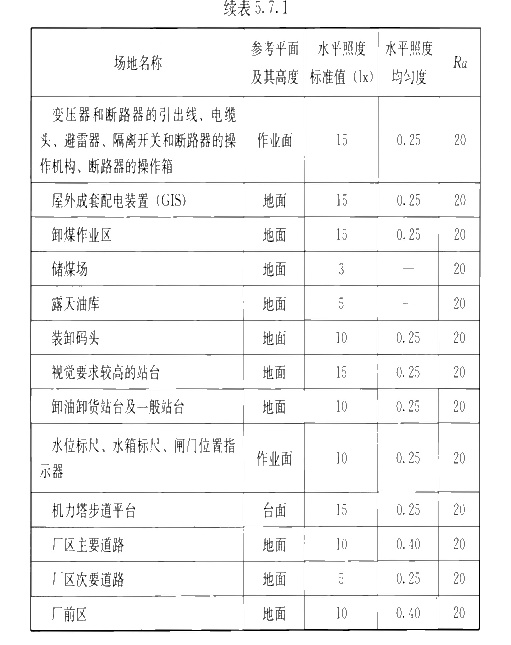 续表 5.7.1
场地名称 参考平面及其高度 水平照度标准值（lx） 水平照度均匀度 Ra
变压器和断路器的引出线、电缆头、避雷器、隔离开关和断路器的操作机构、断路器的操作箱 作业面 15 0.25 20
屋外成套配电装置（GIS） 地面 15 0.25 20
卸煤作业区 地面 15 0.25 20
储煤场 地面 3 — 20
露天油库 地面 5 - 20
装卸码头 地面 10 0.25 20
视觉要求较高的站台 地面 15 0.25 20
卸油卸货站台及一般站台 地面 10 0.25 20
水位标尺、水箱标尺、闸门位置指示器 作业面 10 0.25 20
机力塔步道平台 台面 15 0.25 20
厂区主要道路 地面 10 0.40 20
厂区次要道路 地面 5 0.25 20
厂前区 地面 10 0.40 20